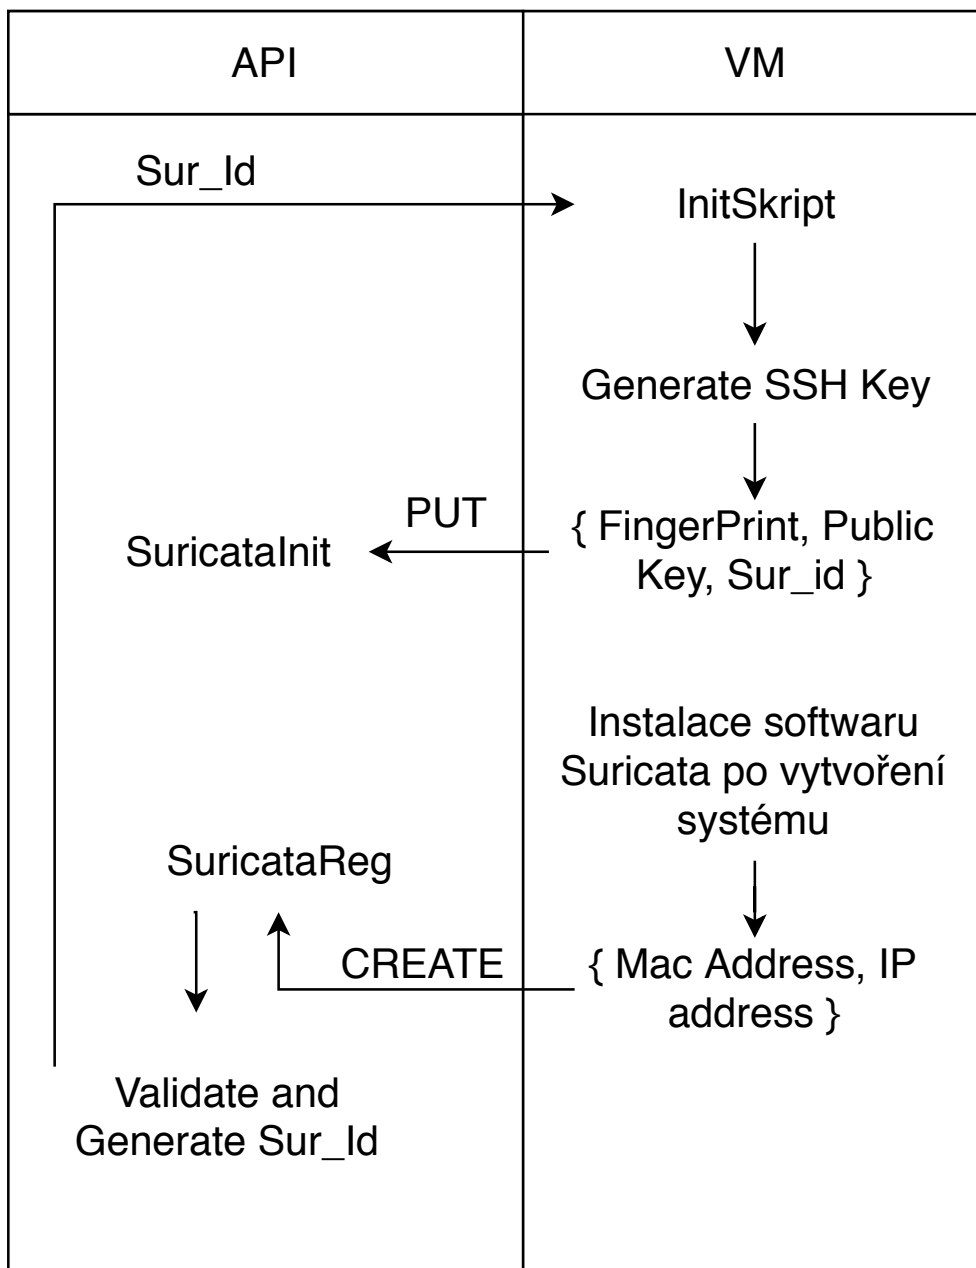 API
VM
Sur_Id
InitSkript
Generate SSH Key
PUT
{ FingerPrint, Public
Key, Sur_id }
SuricataInit
Instalace softwaru
Suricata po vytvoření
systému
SuricataReg
CREATE
{ Mac Address, IP
address }
Validate and
Generate Sur_Id